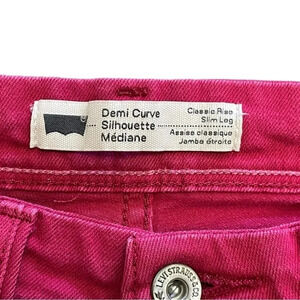 Demi Curve
Silhouette
Médiane
Classic Rise
Slim Leg
Assise classique
Jambe étroite
LEVI STRAUSS & CO.